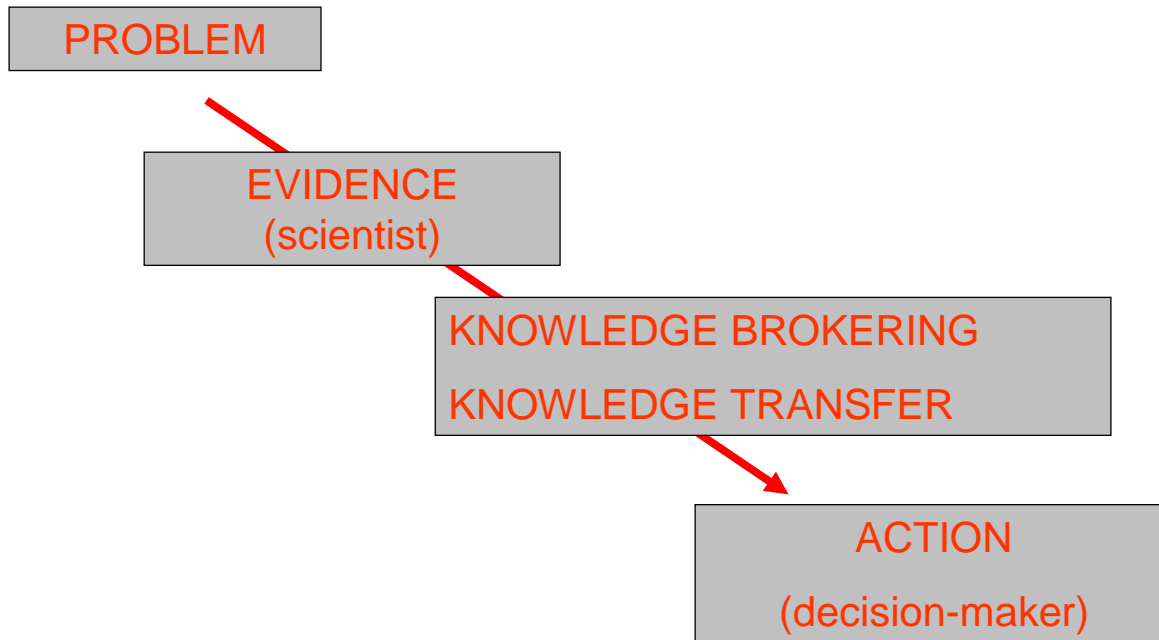 PROBLEM
EVIDENCE
(scientist)
KNOWLEDGE BROKERING
KNOWLEDGE TRANSFER
ACTION
(decision-maker)